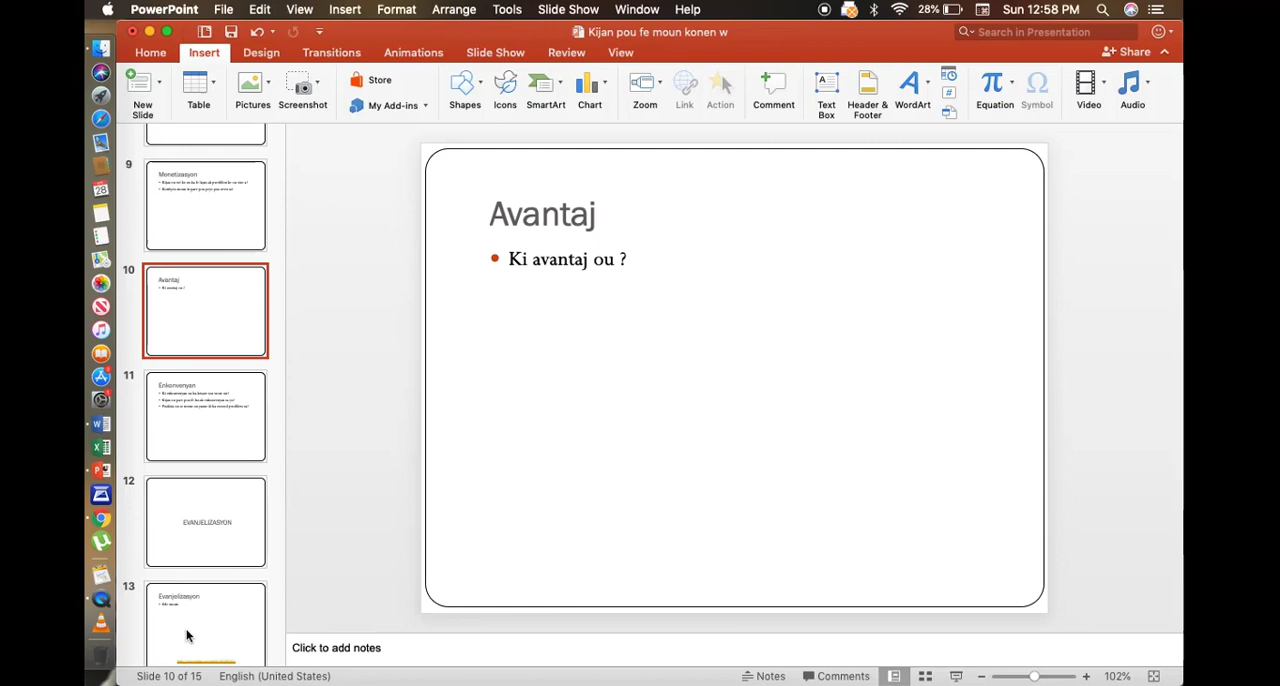 PowerPoint File Edit View Insert Format Arrange Tools Slide Show Window Help 28% Sun 12:58 PM
Kijan pou fe moun konen w
Search in Presentation
Home Insert Design Transitions Animations Slide Show Review View
Share
New Slide
Table
Pictures
Screenshot
Store
My Add-ins
Shapes
Icons
SmartArt
Chart
Zoom
Link
Action
Comment
Text Box
Header & Footer
WordArt
Equation
Symbol
Video
Audio
9
Monetizasyon
10
Avantaj
Ki avantaj ou ?
11
Enkonvenyan
12
EVANJELIZASYON
13
Evanjelizasyon
Avantaj
Ki avantaj ou ?
Click to add notes
Slide 10 of 15 English (United States) Notes Comments 102%